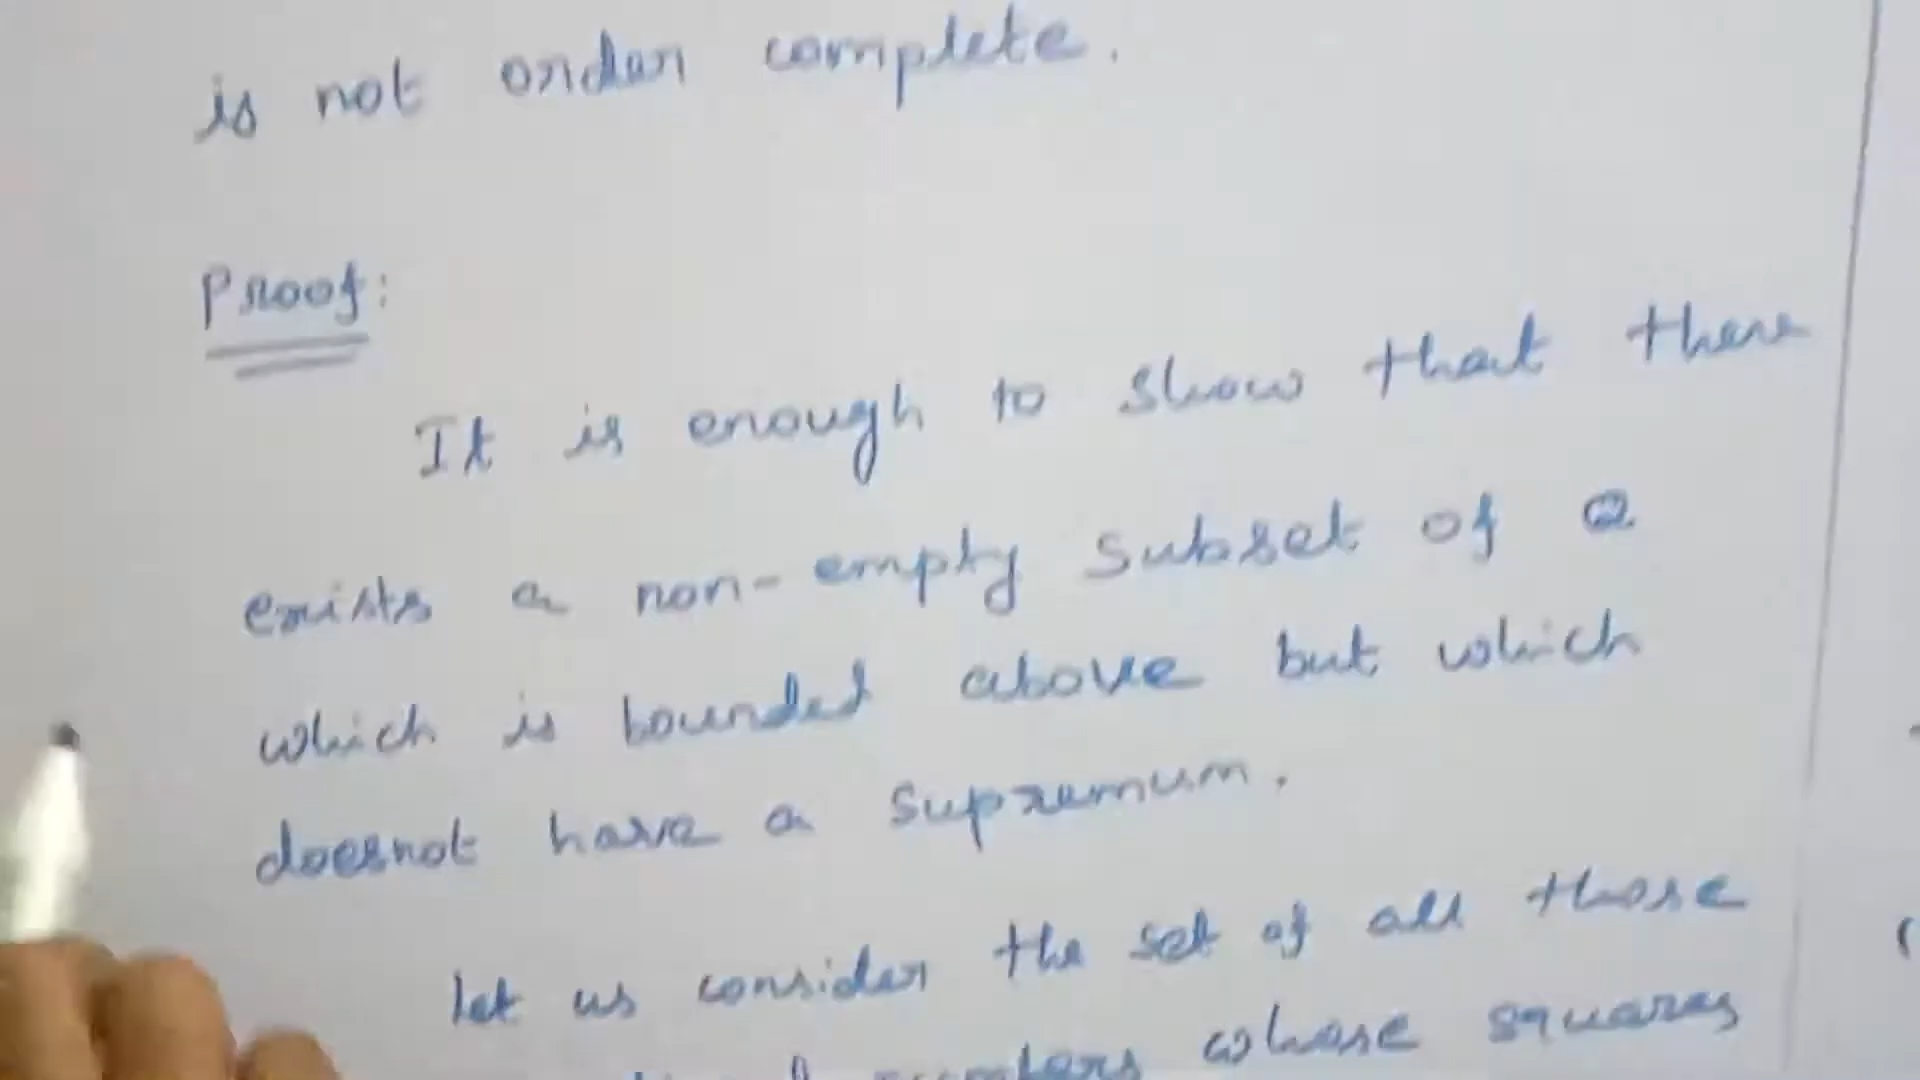 is not order complete.
Proof:
It is enough to show that there
exists a non-empty subset of Q
which is bounded above but which
doesnot have a supremum.
let us consider the set of all those
numbers whose squares